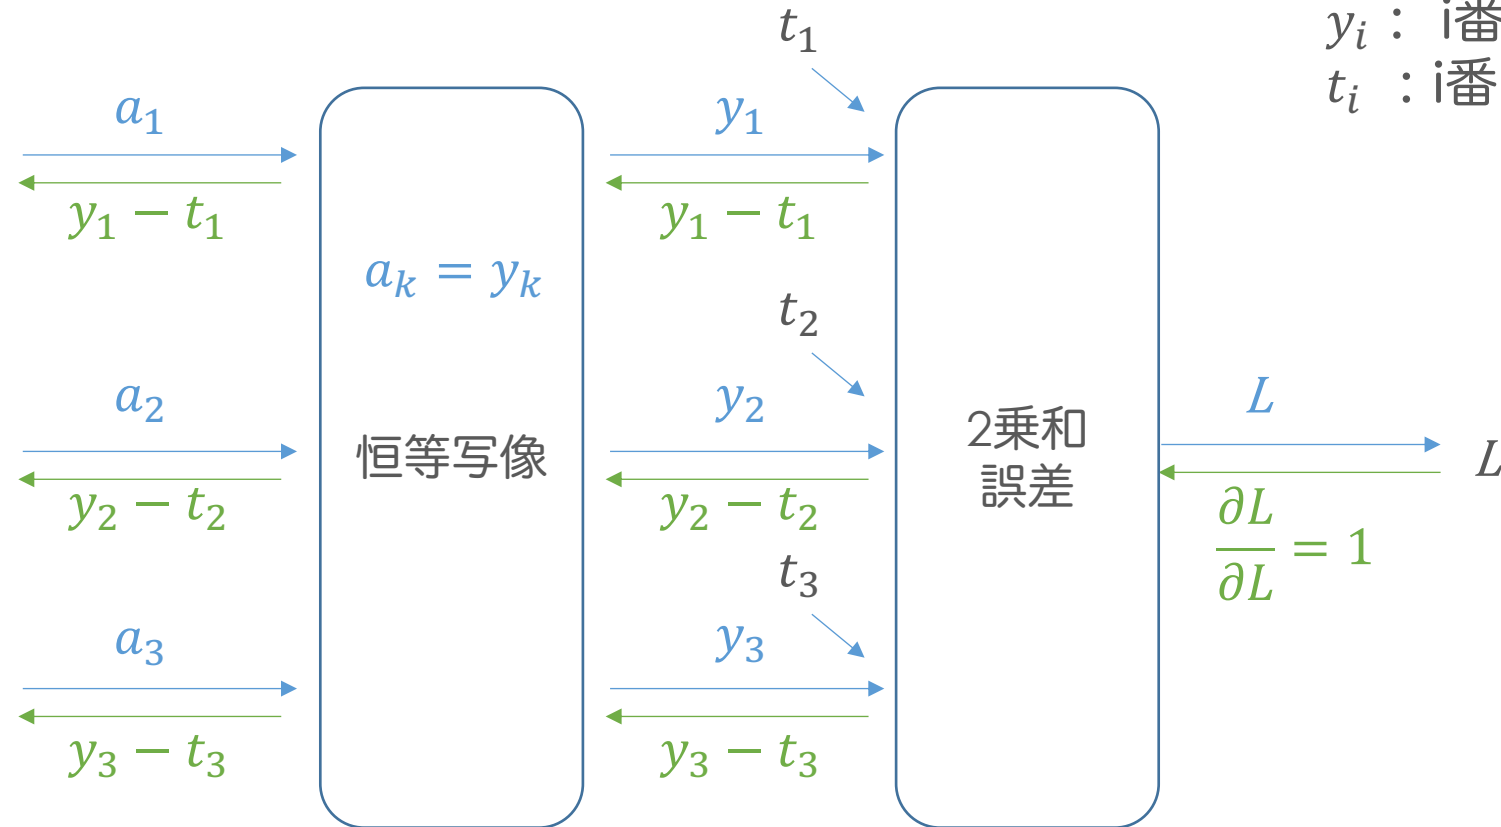 t₁
yᵢ : i番
tᵢ : i番
a₁
y₁
y₁ − t₁
y₁ − t₁
aₖ = yₖ
t₂
a₂
y₂
L
恒等写像
2乗和
誤差
L
y₂ − t₂
y₂ − t₂
∂L/∂L = 1
t₃
a₃
y₃
y₃ − t₃
y₃ − t₃